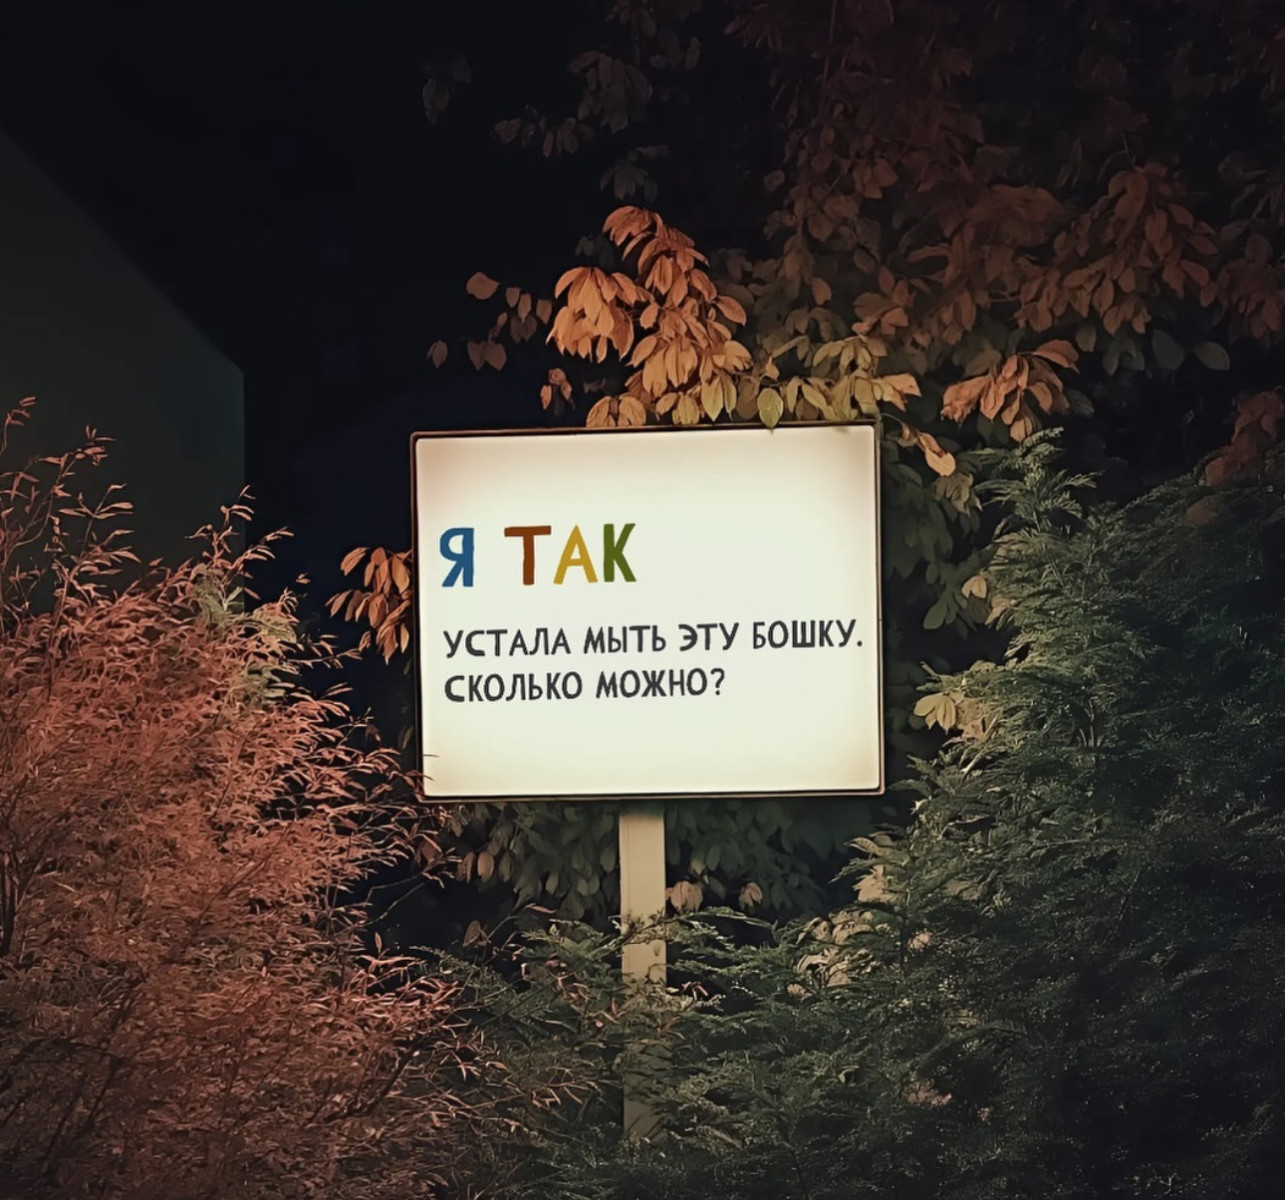 Я ТАК
УСТАЛА МЫТЬ ЭТУ БОШКУ.
СКОЛЬКО МОЖНО?